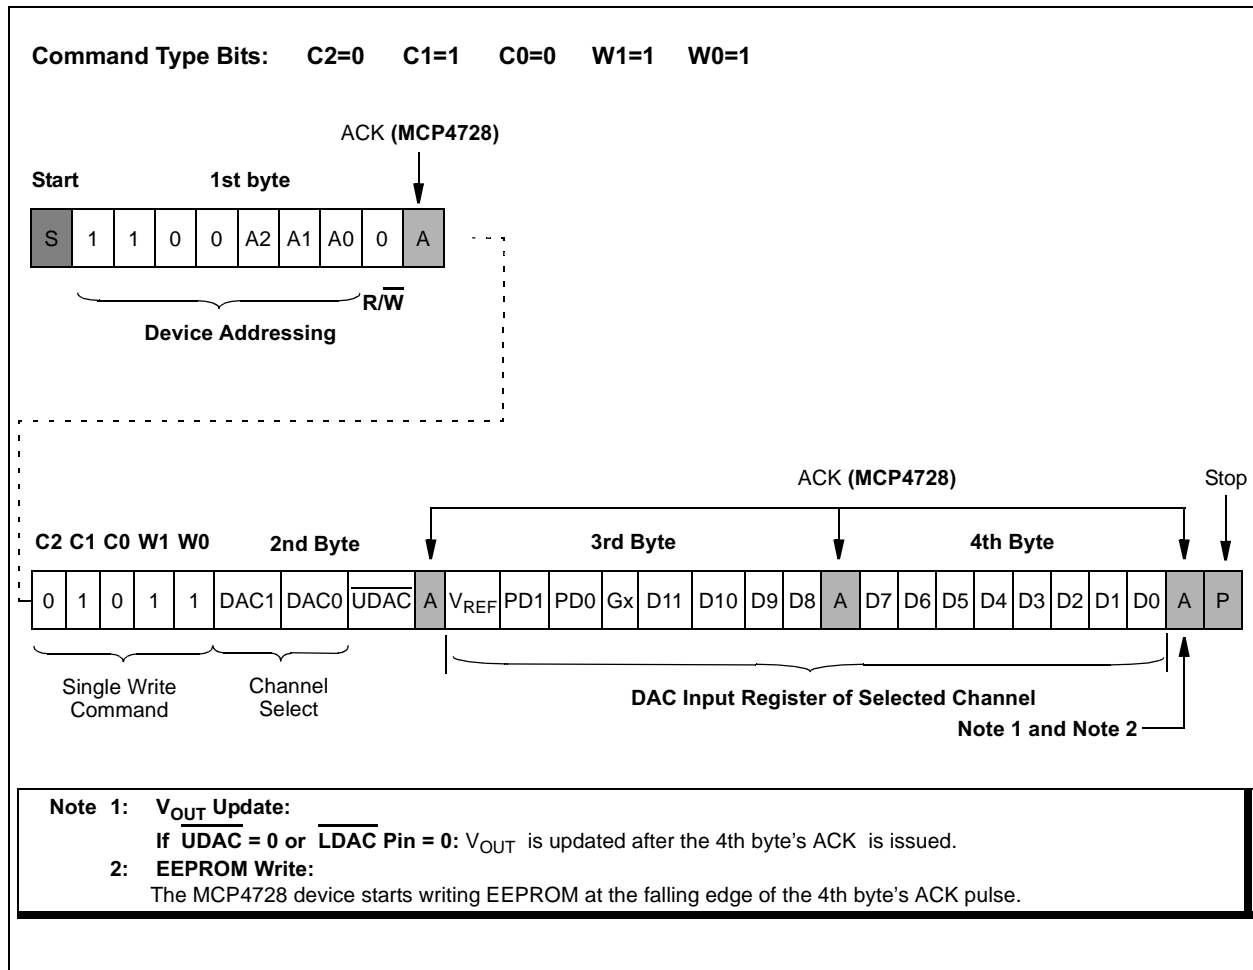 Command Type Bits: C2=0 C1=1 C0=0 W1=1 W0=1
ACK (MCP4728)
Start 1st byte
S 1 1 0 0 A2 A1 A0 0 A
R/W̅
Device Addressing
ACK (MCP4728) Stop
C2 C1 C0 W1 W0 2nd Byte 3rd Byte 4th Byte
0 1 0 1 1 DAC1 DAC0 U̅D̅A̅C̅ A VREF PD1 PD0 Gx D11 D10 D9 D8 A D7 D6 D5 D4 D3 D2 D1 D0 A P
Single Write Channel
Command Select
DAC Input Register of Selected Channel
Note 1 and Note 2
Note 1: VOUT Update:
If U̅D̅A̅C̅ = 0 or L̅D̅A̅C̅ Pin = 0: VOUT is updated after the 4th byte's ACK is issued.
2: EEPROM Write:
The MCP4728 device starts writing EEPROM at the falling edge of the 4th byte's ACK pulse.